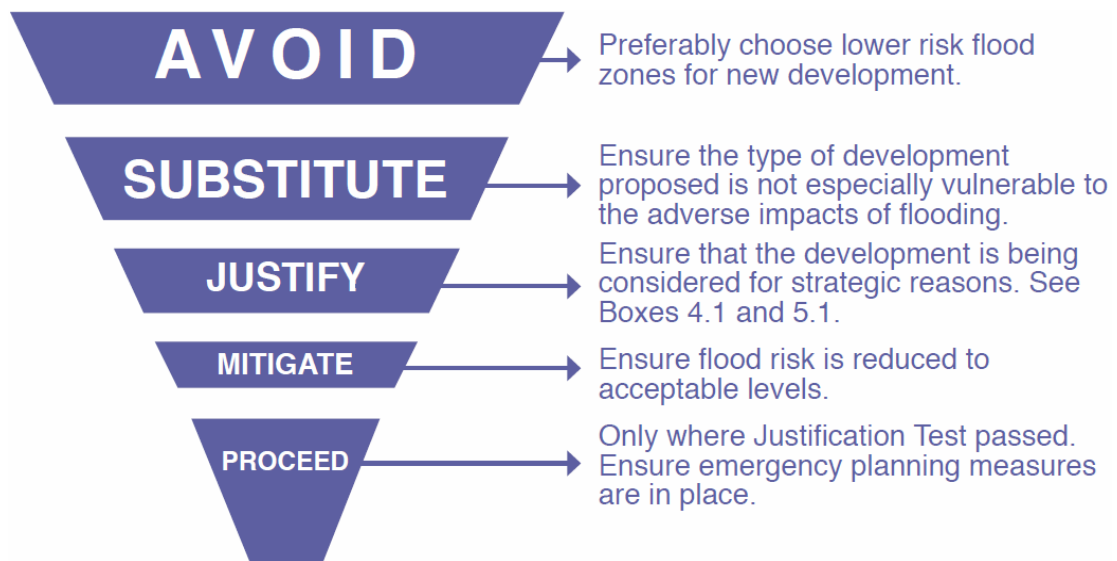 AVOID
Preferably choose lower risk flood
zones for new development.
SUBSTITUTE
Ensure the type of development
proposed is not especially vulnerable to
the adverse impacts of flooding.
JUSTIFY
Ensure that the development is being
considered for strategic reasons. See
Boxes 4.1 and 5.1.
MITIGATE
Ensure flood risk is reduced to
acceptable levels.
PROCEED
Only where Justification Test passed.
Ensure emergency planning measures
are in place.